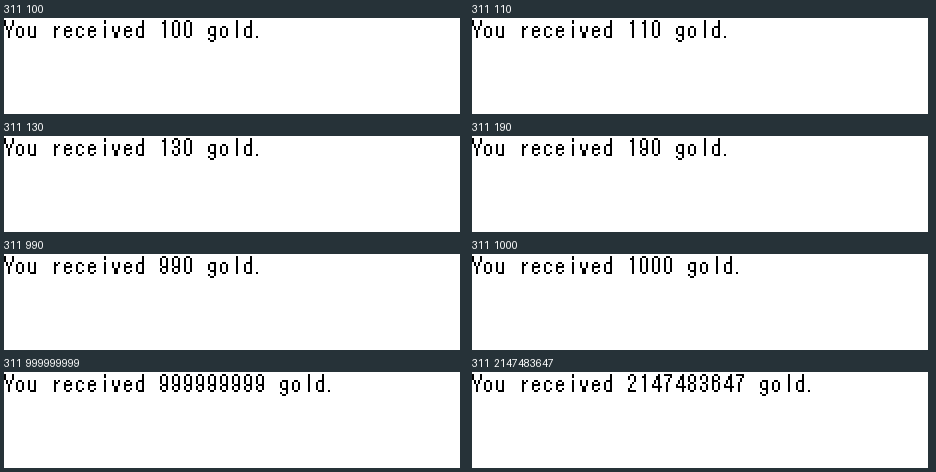 311 100
You received 100 gold.
311 110
You received 110 gold.
311 130
You received 130 gold.
311 190
You received 190 gold.
311 990
You received 990 gold.
311 1000
You received 1000 gold.
311 999999999
You received 999999999 gold.
311 2147483647
You received 2147483647 gold.